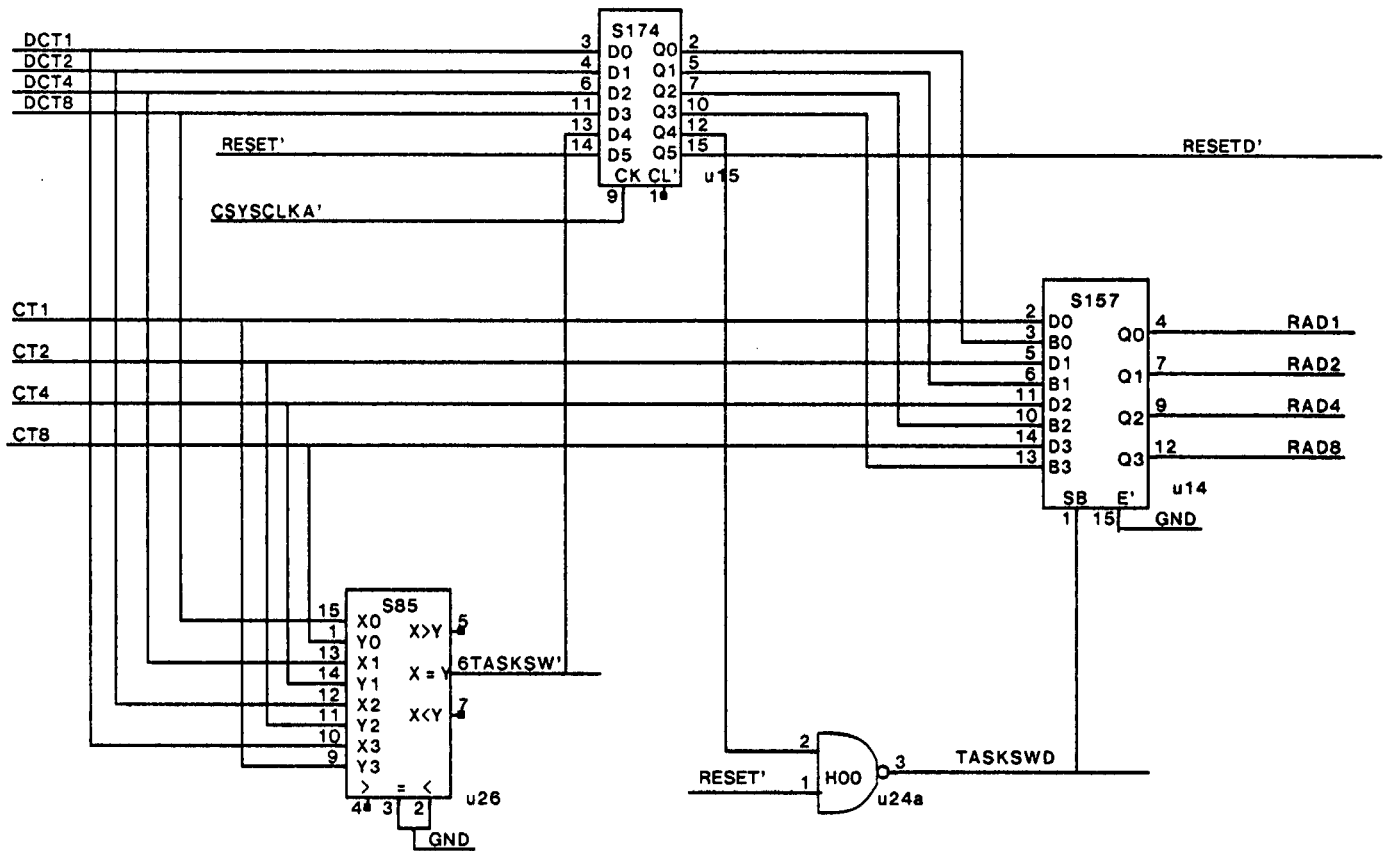 S174
DCT1 3 D0 Q0 2
DCT2 4 D1 Q1 5
DCT4 6 D2 Q2 7
DCT8 11 D3 Q3 10
13 D4 Q4 12
RESET' 14 D5 Q5 15 RESETD'
CK CL' u15
9 1
CSYSCLKA'
S157
CT1 2 D0
3 B0 Q0 4 RAD1
CT2 5 D1
6 B1 Q1 7 RAD2
CT4 11 D2
10 B2 Q2 9 RAD4
CT8 14 D3
13 B3 Q3 12 RAD8
u14
SB E'
1 15 GND
S85
15 X0
1 Y0 X>Y 5
13 X1
14 Y1 X=Y 6TASKSW'
12 X2
11 Y2 X<Y 7
10 X3
9 Y3
> = <
4 3 2 u26
GND
2
RESET' 1 H00 3 TASKSWD
u24a